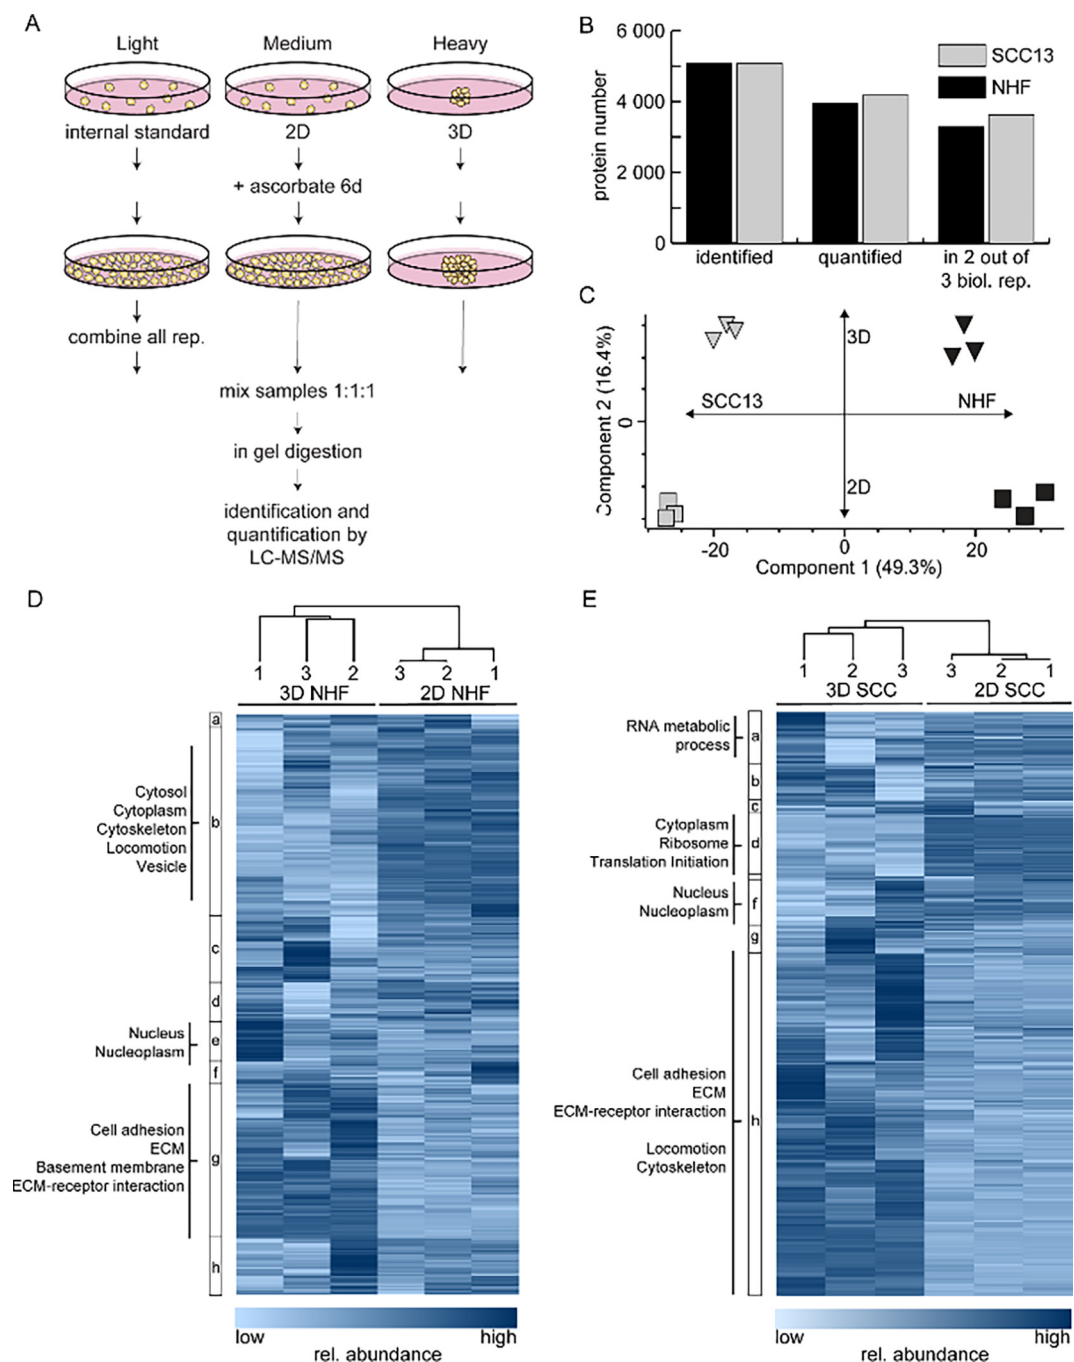 A
Light
Medium
Heavy
internal standard
2D
3D
+ ascorbate 6d
combine all rep.
mix samples 1:1:1
in gel digestion
identification and
quantification by
LC-MS/MS
B
6 000
4 000
2 000
0
protein number
SCC13
NHF
identified
quantified
in 2 out of
3 biol. rep.
C
Component 2 (16.4%)
0
3D
SCC13
NHF
2D
-20
0
20
Component 1 (49.3%)
D
1
3
2
3
2
1
3D NHF
2D NHF
a
Cytosol
Cytoplasm
Cytoskeleton
Locomotion
Vesicle
b
c
d
Nucleus
Nucleoplasm
e
f
Cell adhesion
ECM
Basement membrane
ECM-receptor interaction
g
h
low
high
rel. abundance
E
1
2
3
3
2
1
3D SCC
2D SCC
RNA metabolic
process
a
b
c
Cytoplasm
Ribosome
Translation Initiation
d
Nucleus
Nucleoplasm
f
g
Cell adhesion
ECM
ECM-receptor interaction
Locomotion
Cytoskeleton
h
low
high
rel. abundance